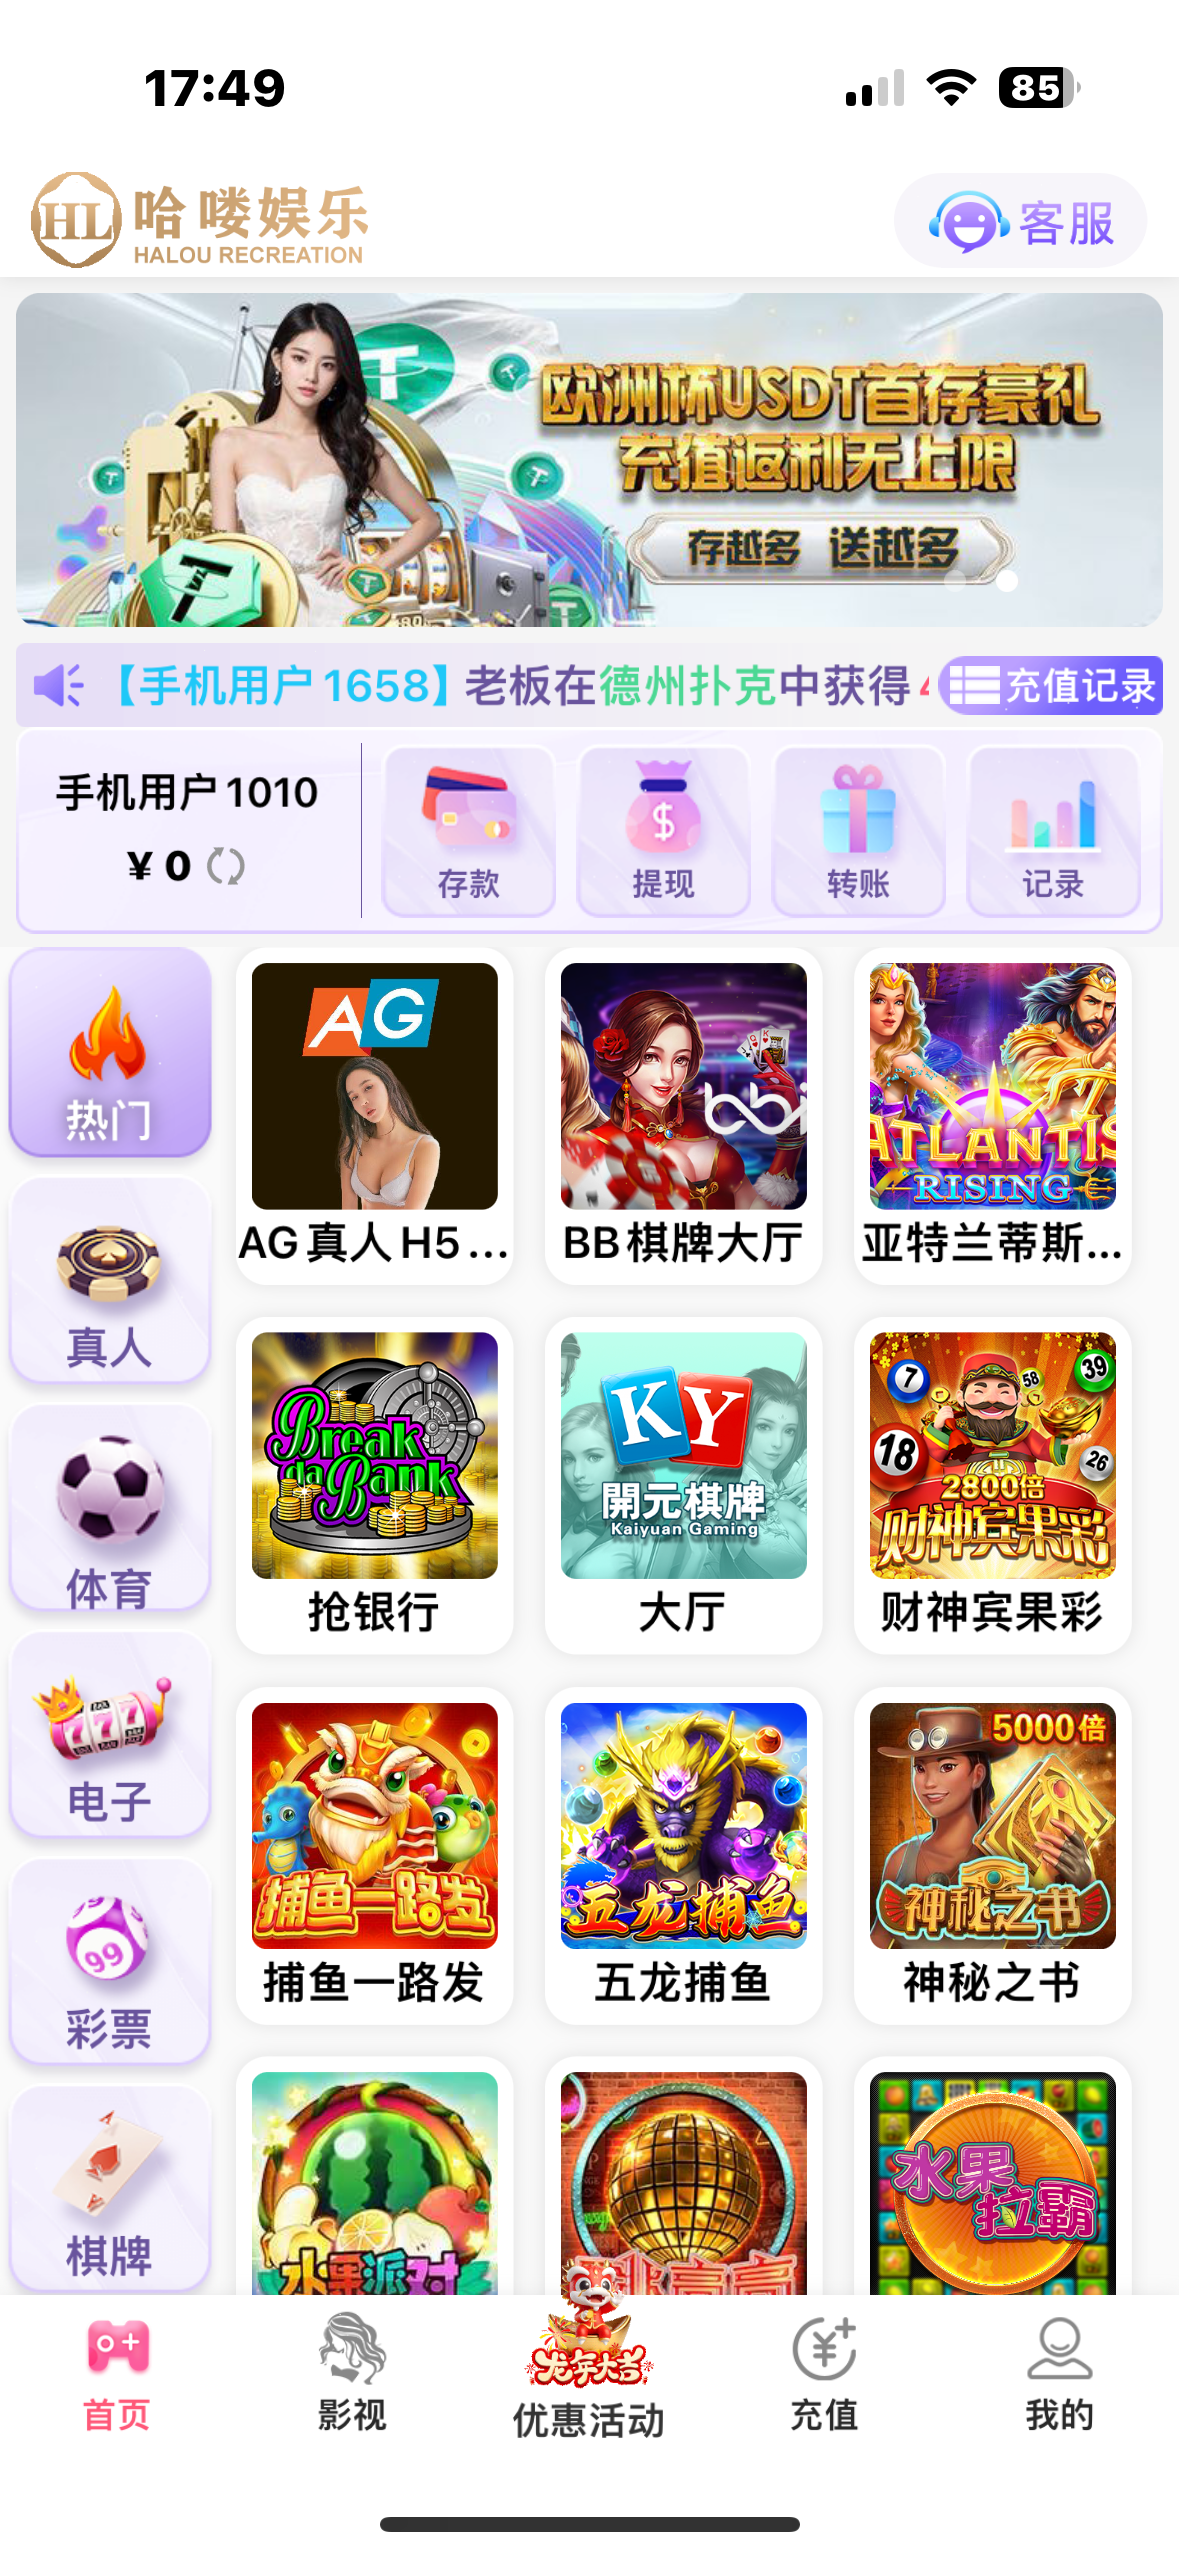 17:49
85
HL 哈喽娱乐
HALOU RECREATION
客服
欧洲杯USDT首存豪礼
充值返利无上限
存越多 送越多
【手机用户1658】老板在德州扑克中获得
充值记录
手机用户1010
¥ 0
存款
提现
转账
记录
热门
真人
体育
电子
彩票
棋牌
AG
AG真人H5...
bbi
BB棋牌大厅
ATLANTIS
RISING
亚特兰蒂斯...
Break
da Bank
抢银行
KY
開元棋牌
Kaiyuan Gaming
大厅
7
58
39
18
26
2800倍
财神宾果彩
财神宾果彩
捕鱼一路发
捕鱼一路发
五龙捕鱼
五龙捕鱼
5000倍
神秘之书
神秘之书
水果派对
水果拉霸
龙年大吉
首页
影视
优惠活动
充值
我的